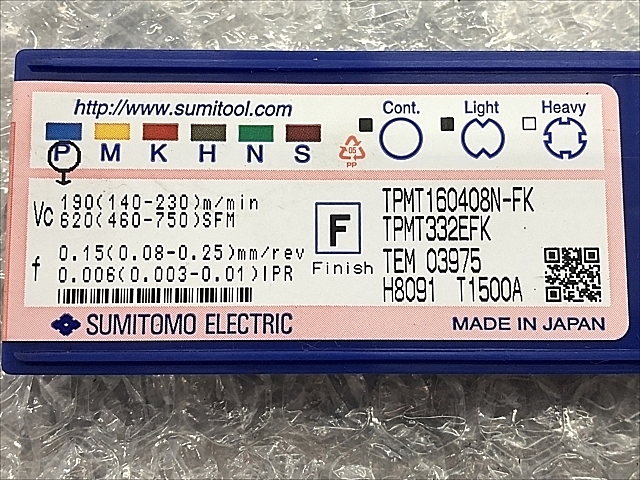 http://www.sumitool.com
P M K H N S
05
PP
Cont. Light Heavy
Vc 190(140-230)m/min
620(460-750)SFM
f 0.15(0.08-0.25)mm/rev
0.006(0.003-0.01)IPR
F
Finish
TPMT160408N-FK
TPMT332EFK
TEM 03975
H8091 T1500A
SUMITOMO ELECTRIC
MADE IN JAPAN